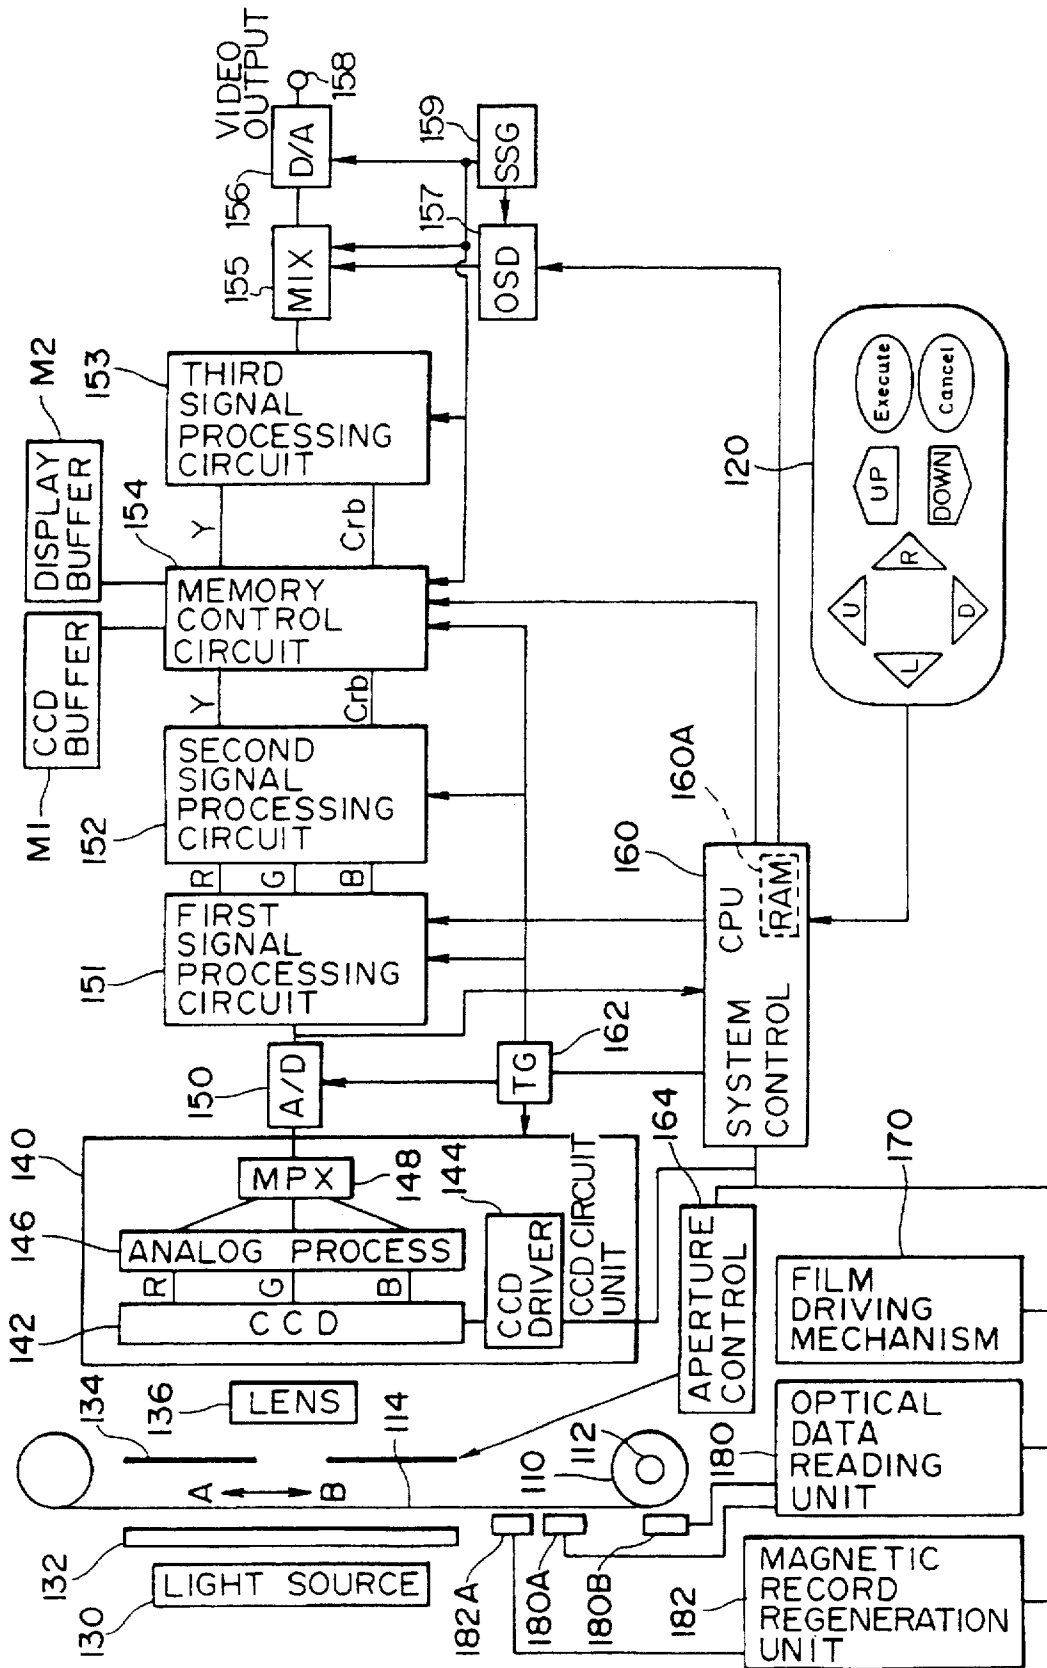 VIDEO
OUTPUT
158
D/A
156
SSG
159
MIX
155
OSD
157
THIRD
SIGNAL
PROCESSING
CIRCUIT
153
DISPLAY
BUFFER
M2
CCD
BUFFER
M1
Y
Crb
MEMORY
CONTROL
CIRCUIT
154
Y
Crb
SECOND
SIGNAL
PROCESSING
CIRCUIT
152
R
G
B
FIRST
SIGNAL
PROCESSING
CIRCUIT
151
A/D
150
TG
162
140
MPX
148
146
ANALOG PROCESS
R
G
B
142
CCD
CCD
DRIVER
144
CCD CIRCUIT
UNIT
LENS
136
134
114
A
B
132
LIGHT SOURCE
130
110
112
182A
180A
180B
CPU
SYSTEM
CONTROL
RAM
160
160A
120
U
L
R
D
UP
DOWN
Execute
Cancel
APERTURE
CONTROL
164
FILM
DRIVING
MECHANISM
170
OPTICAL
DATA
READING
UNIT
180
MAGNETIC
RECORD
REGENERATION
UNIT
182